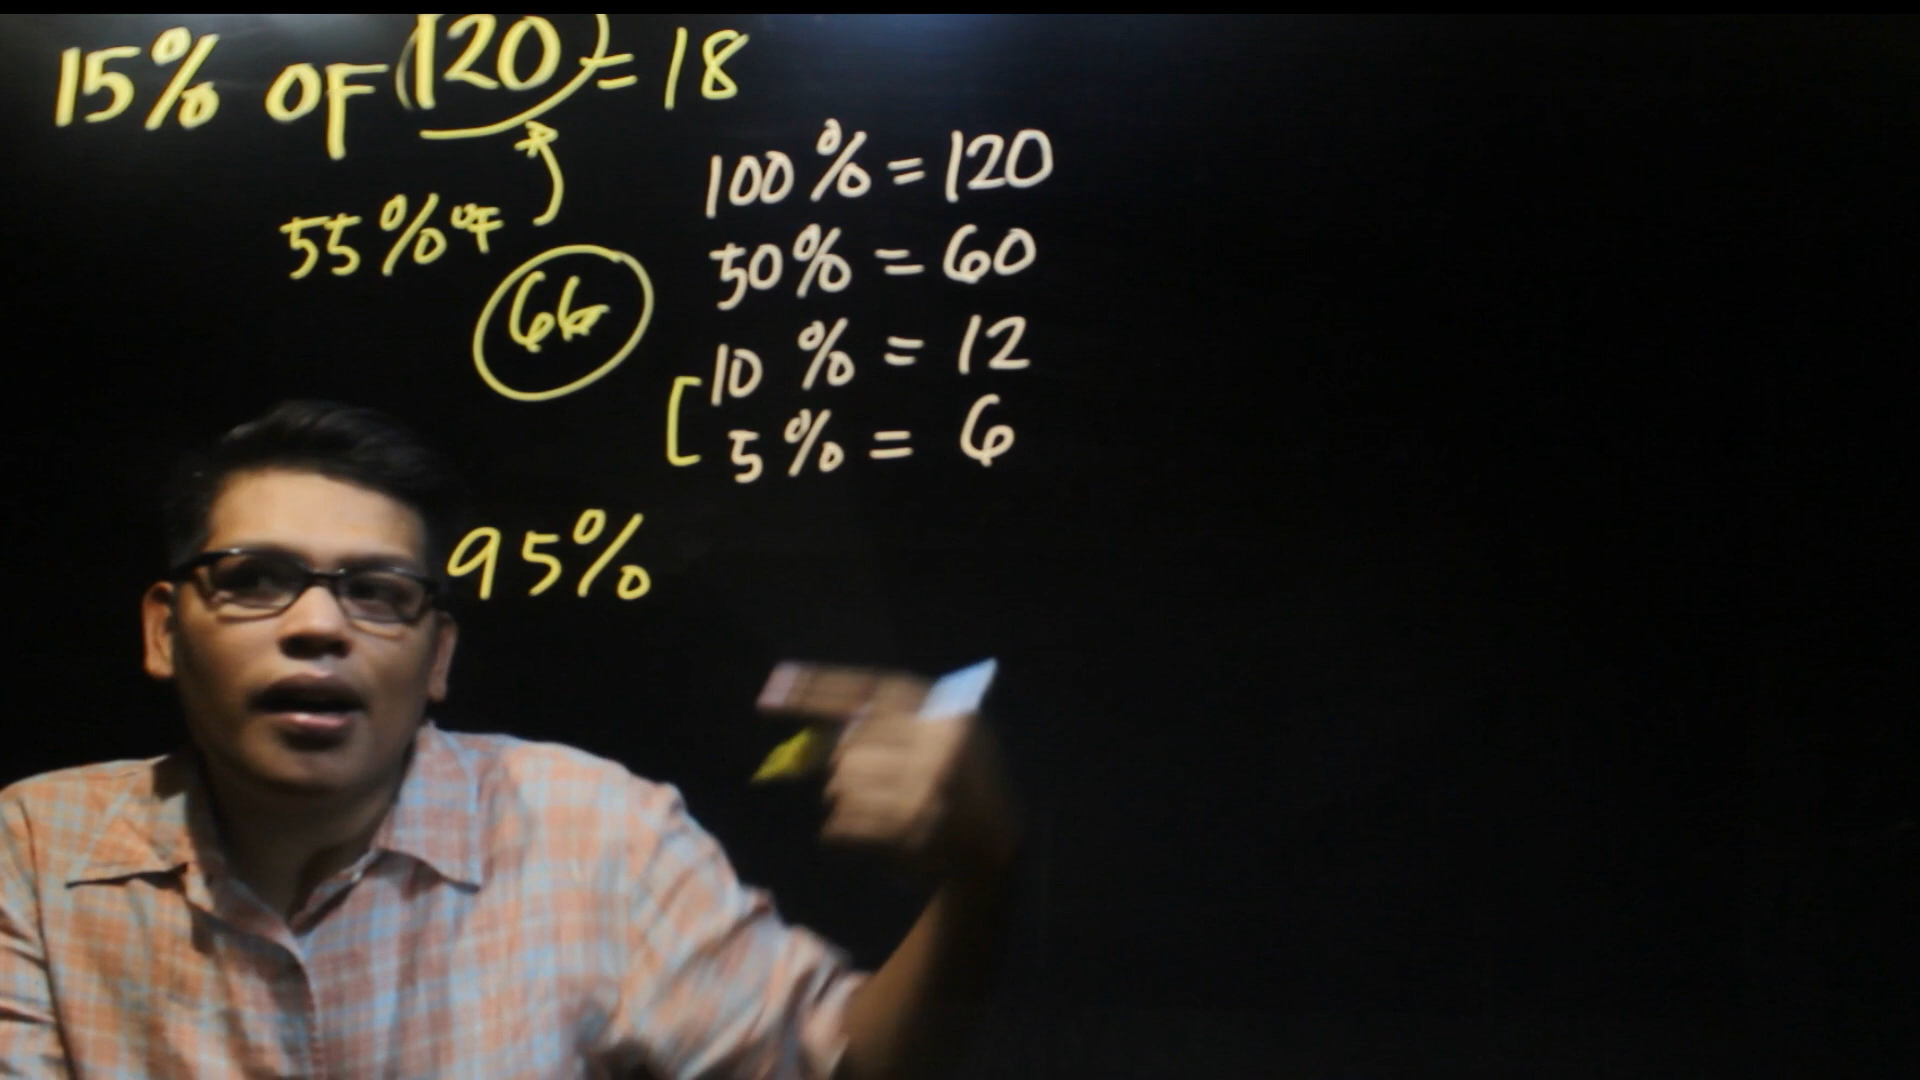 15% OF (120) = 18
55% OF
66
100% = 120
50% = 60
10% = 12
5% = 6
95%